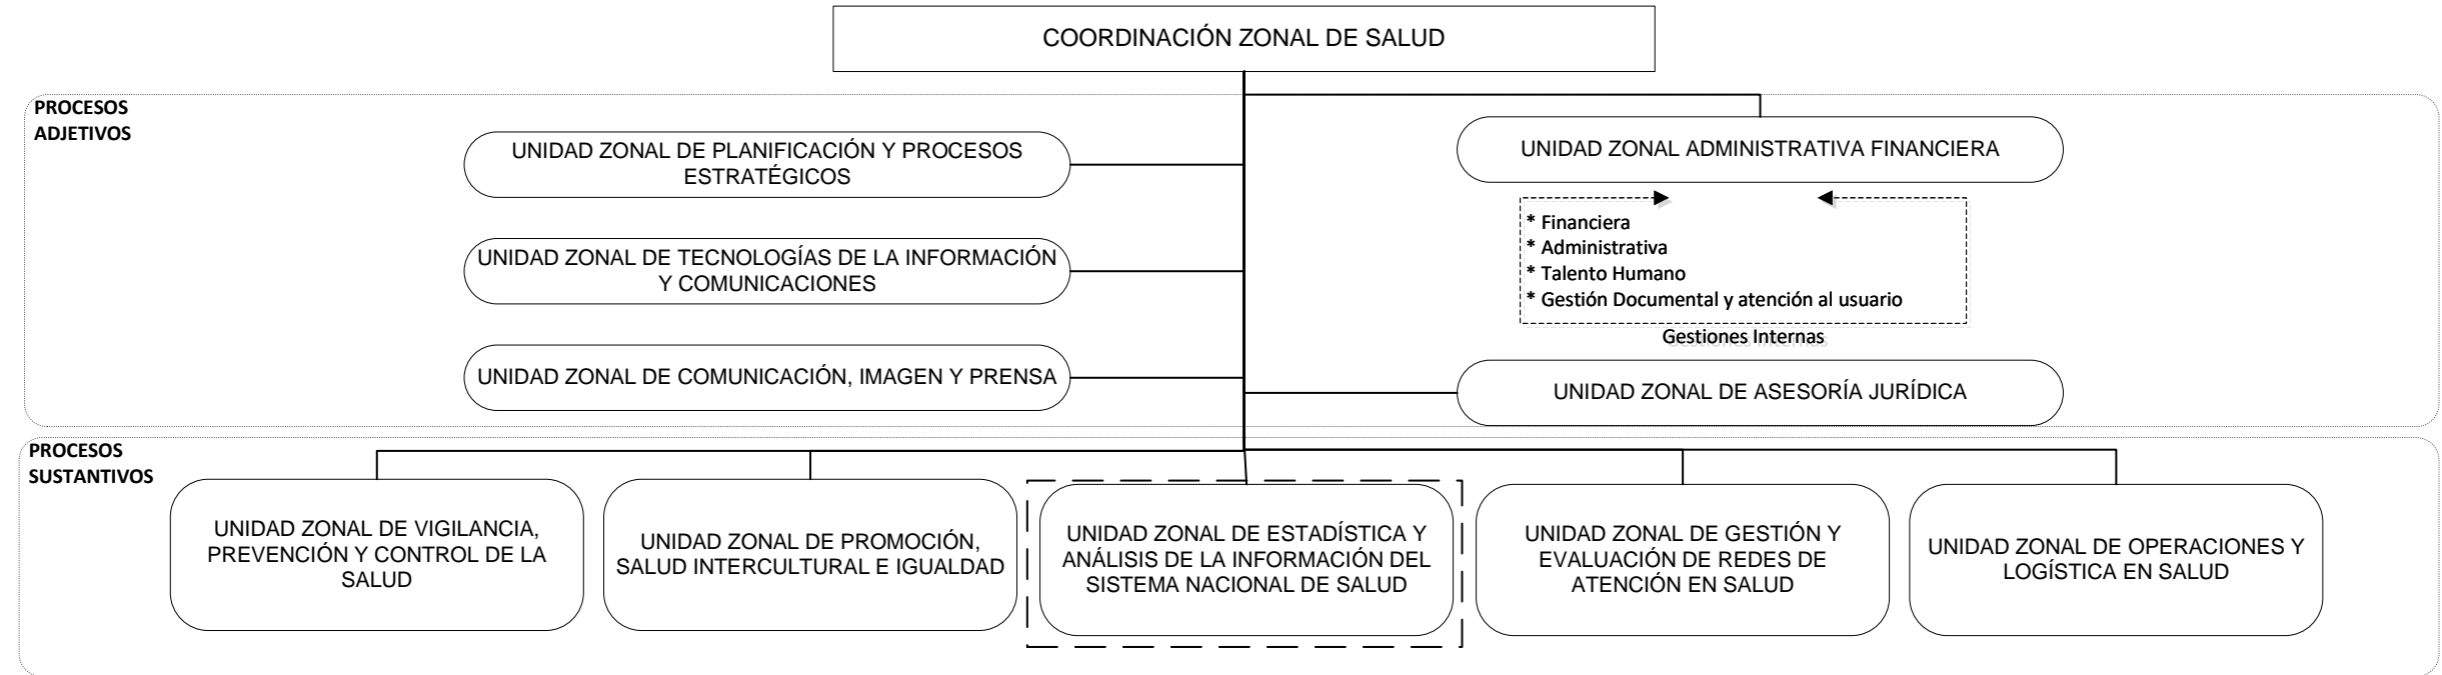 COORDINACIÓN ZONAL DE SALUD
PROCESOS
ADJETIVOS
UNIDAD ZONAL DE PLANIFICACIÓN Y PROCESOS
ESTRATÉGICOS
UNIDAD ZONAL DE TECNOLOGÍAS DE LA INFORMACIÓN
Y COMUNICACIONES
UNIDAD ZONAL DE COMUNICACIÓN, IMAGEN Y PRENSA
UNIDAD ZONAL ADMINISTRATIVA FINANCIERA
* Financiera
* Administrativa
* Talento Humano
* Gestión Documental y atención al usuario
Gestiones Internas
UNIDAD ZONAL DE ASESORÍA JURÍDICA
PROCESOS
SUSTANTIVOS
UNIDAD ZONAL DE VIGILANCIA,
PREVENCIÓN Y CONTROL DE LA
SALUD
UNIDAD ZONAL DE PROMOCIÓN,
SALUD INTERCULTURAL E IGUALDAD
UNIDAD ZONAL DE ESTADÍSTICA Y
ANÁLISIS DE LA INFORMACIÓN DEL
SISTEMA NACIONAL DE SALUD
UNIDAD ZONAL DE GESTIÓN Y
EVALUACIÓN DE REDES DE
ATENCIÓN EN SALUD
UNIDAD ZONAL DE OPERACIONES Y
LOGÍSTICA EN SALUD